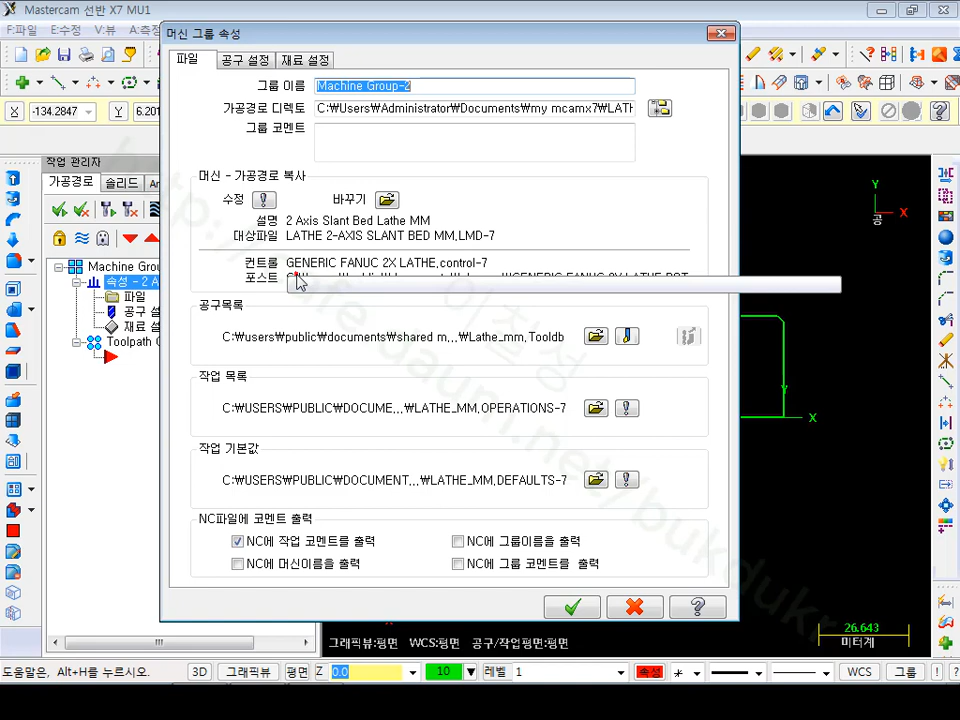 Mastercam 선반 X7 MU1
F:파일 E:수정 V:뷰 A:측정
머신 그룹 속성
파일 공구 설정 재료 설정
그룹 이름 Machine Group-2
가공경로 디렉토 C:₩Users₩Administrator₩Documents₩my mcamx7₩LATH
그룹 코멘트
X -134.2847 Y 6.201
작업 관리자
가공경로 솔리드
머신 - 가공경로 복사
수정 바꾸기
설명 2 Axis Slant Bed Lathe MM
대상파일 LATHE 2-AXIS SLANT BED MM,LMD-7
컨트롤 GENERIC FANUC 2X LATHE,control-7
포스트
Machine Grou
속성 - 2 A
파일
공구 설
재료 설
Toolpath G
공구목록
C:₩users₩public₩documents₩shared m,,,₩Lathe_mm,Tooldb
작업 목록
C:₩USERS₩PUBLIC₩DOCUME,,,₩LATHE_MM,OPERATIONS-7
작업 기본값
C:₩USERS₩PUBLIC₩DOCUMENT,,,₩LATHE_MM,DEFAULTS-7
NC파일에 코멘트 출력
NC에 작업 코멘트를 출력 NC에 그룹이름을 출력
NC에 머신이름을 출력 NC에 그룹 코멘트를 출력
Y
X
공
Y
X
26.643
미터계
그래픽뷰:평면 WCS:평면 공구/작업평면:평면
도움말은, Alt+H를 누르시오. 3D 그래픽뷰 평면 Z 0.0 10 레벨 1 속성 WCS 그룹